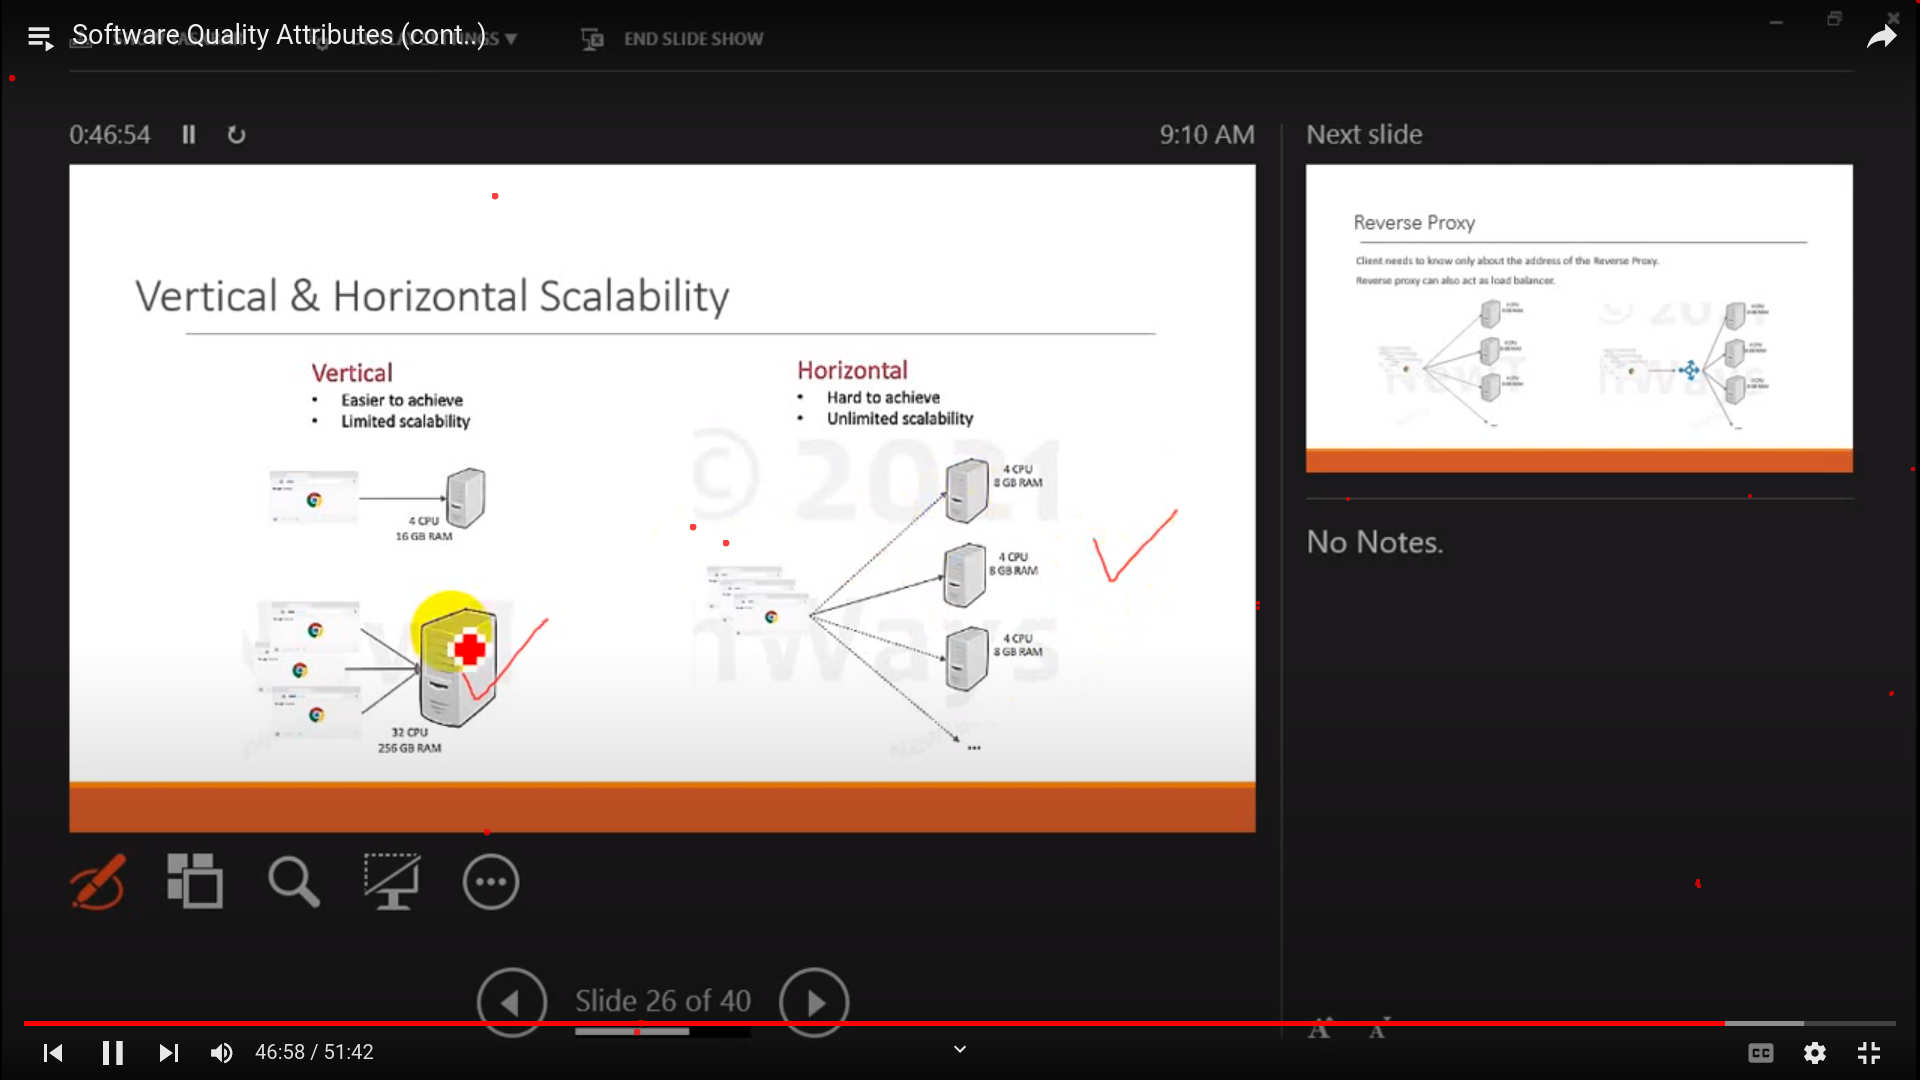 Software Quality Attributes (cont..)
END SLIDE SHOW
0:46:54
9:10 AM
Next slide
Vertical & Horizontal Scalability
Vertical
• Easier to achieve
• Limited scalability
4 CPU
16 GB RAM
32 CPU
256 GB RAM
Horizontal
• Hard to achieve
• Unlimited scalability
© 2021
4 CPU
8 GB RAM
4 CPU
8 GB RAM
4 CPU
8 GB RAM
...
Reverse Proxy
Client needs to know only about the address of the Reverse Proxy.
Reverse proxy can also act as load balancer.
No Notes.
Slide 26 of 40
46:58 / 51:42
CC